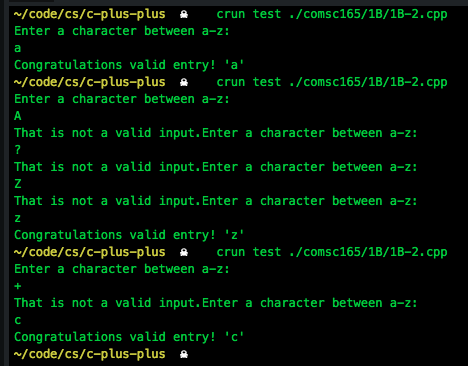 ~/code/cs/c-plus-plus ☠ crun test ./comsc165/1B/1B-2.cpp
Enter a character between a-z:
a
Congratulations valid entry! 'a'
~/code/cs/c-plus-plus ☠ crun test ./comsc165/1B/1B-2.cpp
Enter a character between a-z:
A
That is not a valid input.Enter a character between a-z:
?
That is not a valid input.Enter a character between a-z:
Z
That is not a valid input.Enter a character between a-z:
z
Congratulations valid entry! 'z'
~/code/cs/c-plus-plus ☠ crun test ./comsc165/1B/1B-2.cpp
Enter a character between a-z:
+
That is not a valid input.Enter a character between a-z:
c
Congratulations valid entry! 'c'
~/code/cs/c-plus-plus ☠